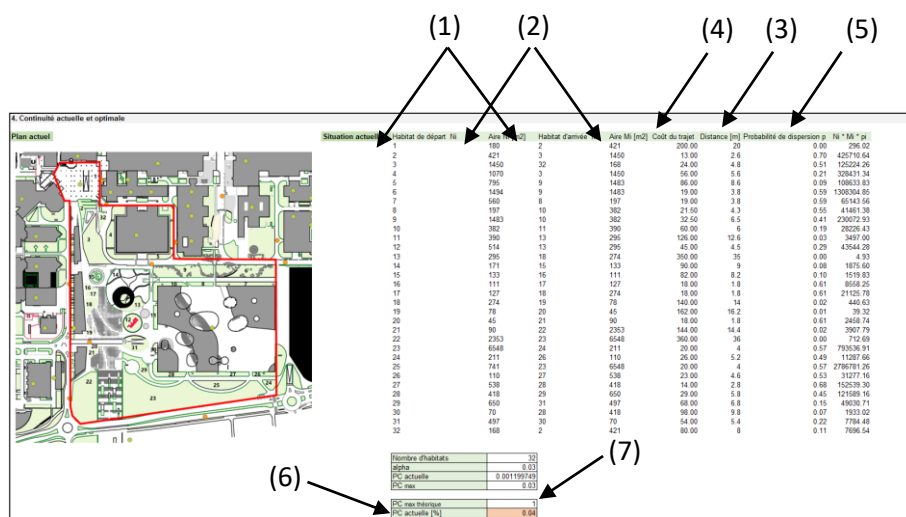 (1) (2) (4) (3) (5)
4. Continuité actuelle et optimale
Plan actuel
Situation actuelle Habitat de départ Ni Aire Ni [m2] Habitat d'arrivée Aire Mi [m2] Coût du trajet Distance [m] Probabilité de dispersion p Ni * Mi * pi
1 180 2 421 200.00 20 0.00 296.02
2 421 3 1450 13.00 2.6 0.70 425710.64
3 1450 32 168 24.00 4.8 0.51 125224.26
4 1070 3 1450 56.00 5.6 0.21 328431.34
5 795 9 1483 86.00 8.6 0.09 108633.83
6 1494 9 1483 19.00 3.8 0.59 1308304.85
7 560 8 197 19.00 3.8 0.59 65143.56
8 197 10 382 21.50 4.3 0.55 41461.38
9 1483 10 382 32.50 6.5 0.41 230072.93
10 382 11 390 60.00 6 0.19 28226.43
11 390 13 295 126.00 12.6 0.03 3497.00
12 514 13 295 45.00 4.5 0.29 43544.28
13 295 18 274 350.00 35 0.00 4.93
14 171 15 133 90.00 9 0.08 1875.60
15 133 16 111 82.00 8.2 0.10 1519.83
16 111 17 127 18.00 1.8 0.61 8558.25
17 127 18 274 18.00 1.8 0.61 21125.78
18 274 19 78 140.00 14 0.02 440.63
19 78 20 45 162.00 16.2 0.01 39.32
20 45 21 90 18.00 1.8 0.61 2458.74
21 90 22 2353 144.00 14.4 0.02 3907.79
22 2353 23 6548 360.00 36 0.00 712.69
23 6548 24 211 20.00 4 0.57 793536.91
24 211 26 110 26.00 5.2 0.49 11287.66
25 741 23 6548 20.00 4 0.57 2786781.26
26 110 27 538 23.00 4.6 0.53 31277.16
27 538 28 418 14.00 2.8 0.68 152539.30
28 418 29 650 29.00 5.8 0.45 121589.16
29 650 31 497 68.00 6.8 0.15 49030.71
30 70 28 418 98.00 9.8 0.07 1933.02
31 497 30 70 54.00 5.4 0.22 7784.48
32 168 2 421 80.00 8 0.11 7696.54
Nombre d'habitats 32
alpha 0.03
PC actuelle 0.001199749
PC max 0.03
(6) (7)
PC max théorique 1
PC actuelle [%] 0.04